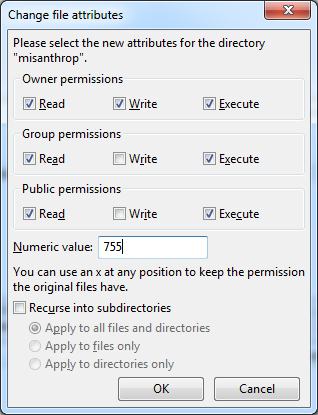 Change file attributes
Please select the new attributes for the directory
"misanthrop".
Owner permissions
Read Write Execute
Group permissions
Read Write Execute
Public permissions
Read Write Execute
Numeric value: 755
You can use an x at any position to keep the permission
the original files have.
Recurse into subdirectories
Apply to all files and directories
Apply to files only
Apply to directories only
OK Cancel